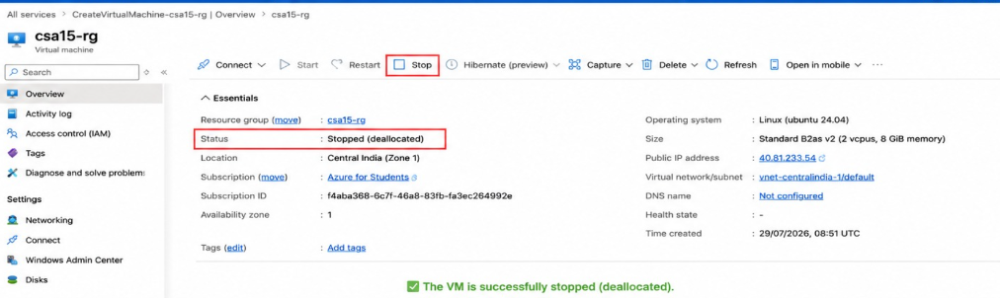 All services > CreateVirtualMachine-csa15-rg | Overview > csa15-rg
csa15-rg
Virtual machine
Search
Connect
Start
Restart
Stop
Hibernate (preview)
Capture
Delete
Refresh
Open in mobile
Overview
Activity log
Access control (IAM)
Tags
Diagnose and solve problem:
Settings
Networking
Connect
Windows Admin Center
Disks
Essentials
Resource group (move) : csa15-rg
Status : Stopped (deallocated)
Location : Central India (Zone 1)
Subscription (move) : Azure for Students
Subscription ID : f4aba368-6c7f-46a8-83fb-fa3ec264992e
Availability zone : 1
Tags (edit) : Add tags
Operating system : Linux (ubuntu 24.04)
Size : Standard B2as v2 (2 vcpus, 8 GiB memory)
Public IP address : 40.81.233.54
Virtual network/subnet : vnet-centralindia-1/default
DNS name : Not configured
Health state : -
Time created : 29/07/2026, 08:51 UTC
The VM is successfully stopped (deallocated).